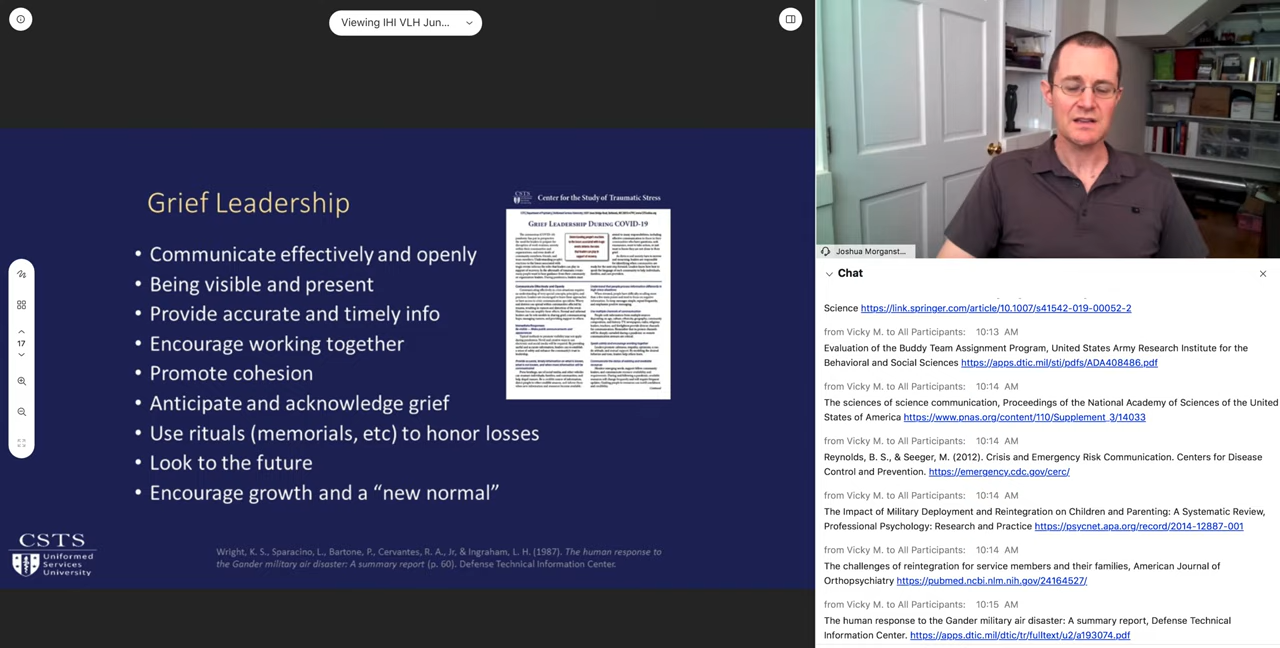 Viewing IHI VLH Jun...
Grief Leadership
• Communicate effectively and openly
• Being visible and present
• Provide accurate and timely info
• Encourage working together
• Promote cohesion
• Anticipate and acknowledge grief
• Use rituals (memorials, etc) to honor losses
• Look to the future
• Encourage growth and a “new normal”
CSTS
Center for the Study of Traumatic Stress
GRIEF LEADERSHIP DURING COVID-19
17
CSTS
Uniformed
Services
University
Wright, K. S., Sparacino, L., Bartone, P., Cervantes, R. A., Jr, & Ingraham, L. H. (1987). The human response to
the Gander military air disaster: A summary report (p. 60). Defense Technical Information Center.
Joshua Morganst...
Chat
Science https://link.springer.com/article/10.1007/s41542-019-00052-2
from Vicky M. to All Participants: 10:13 AM
Evaluation of the Buddy Team Assignment Program, United States Army Research Institute for the
Behavioral and Social Sciences https://apps.dtic.mil/sti/pdfs/ADA408486.pdf
from Vicky M. to All Participants: 10:14 AM
The sciences of science communication, Proceedings of the National Academy of Sciences of the United
States of America https://www.pnas.org/content/110/Supplement_3/14033
from Vicky M. to All Participants: 10:14 AM
Reynolds, B. S., & Seeger, M. (2012). Crisis and Emergency Risk Communication. Centers for Disease
Control and Prevention. https://emergency.cdc.gov/cerc/
from Vicky M. to All Participants: 10:14 AM
The Impact of Military Deployment and Reintegration on Children and Parenting: A Systematic Review,
Professional Psychology: Research and Practice https://psycnet.apa.org/record/2014-12887-001
from Vicky M. to All Participants: 10:14 AM
The challenges of reintegration for service members and their families, American Journal of
Orthopsychiatry https://pubmed.ncbi.nlm.nih.gov/24164527/
from Vicky M. to All Participants: 10:15 AM
The human response to the Gander military air disaster: A summary report, Defense Technical
Information Center. https://apps.dtic.mil/dtic/tr/fulltext/u2/a193074.pdf